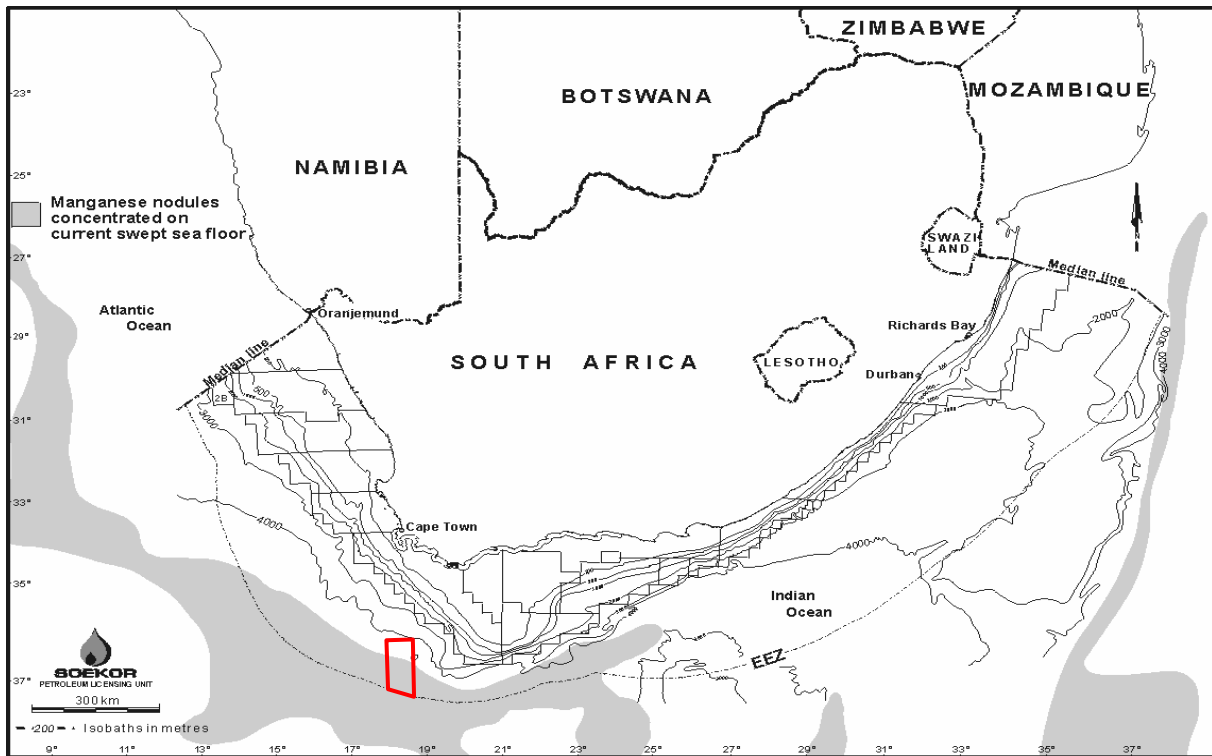 ZIMBABWE
BOTSWANA
MOZAMBIQUE
NAMIBIA
23°
25°
27°
29°
31°
33°
35°
37°
Manganese nodules
concentrated on
current swept sea floor
SWAZI
LAND
Median line
Atlantic
Ocean
Oranjemund
Richards Bay
2000
3000
4000
Median line
SOUTH AFRICA
LESOTHO
Durban
500
2B
3000
4000
Cape Town
4000
Indian
Ocean
EEZ
SOEKOR
PETROLEUM LICENSING UNIT
300 km
200 Isobaths in metres
9° 11° 13° 15° 17° 19° 21° 23° 25° 27° 29° 31° 33° 35° 37°